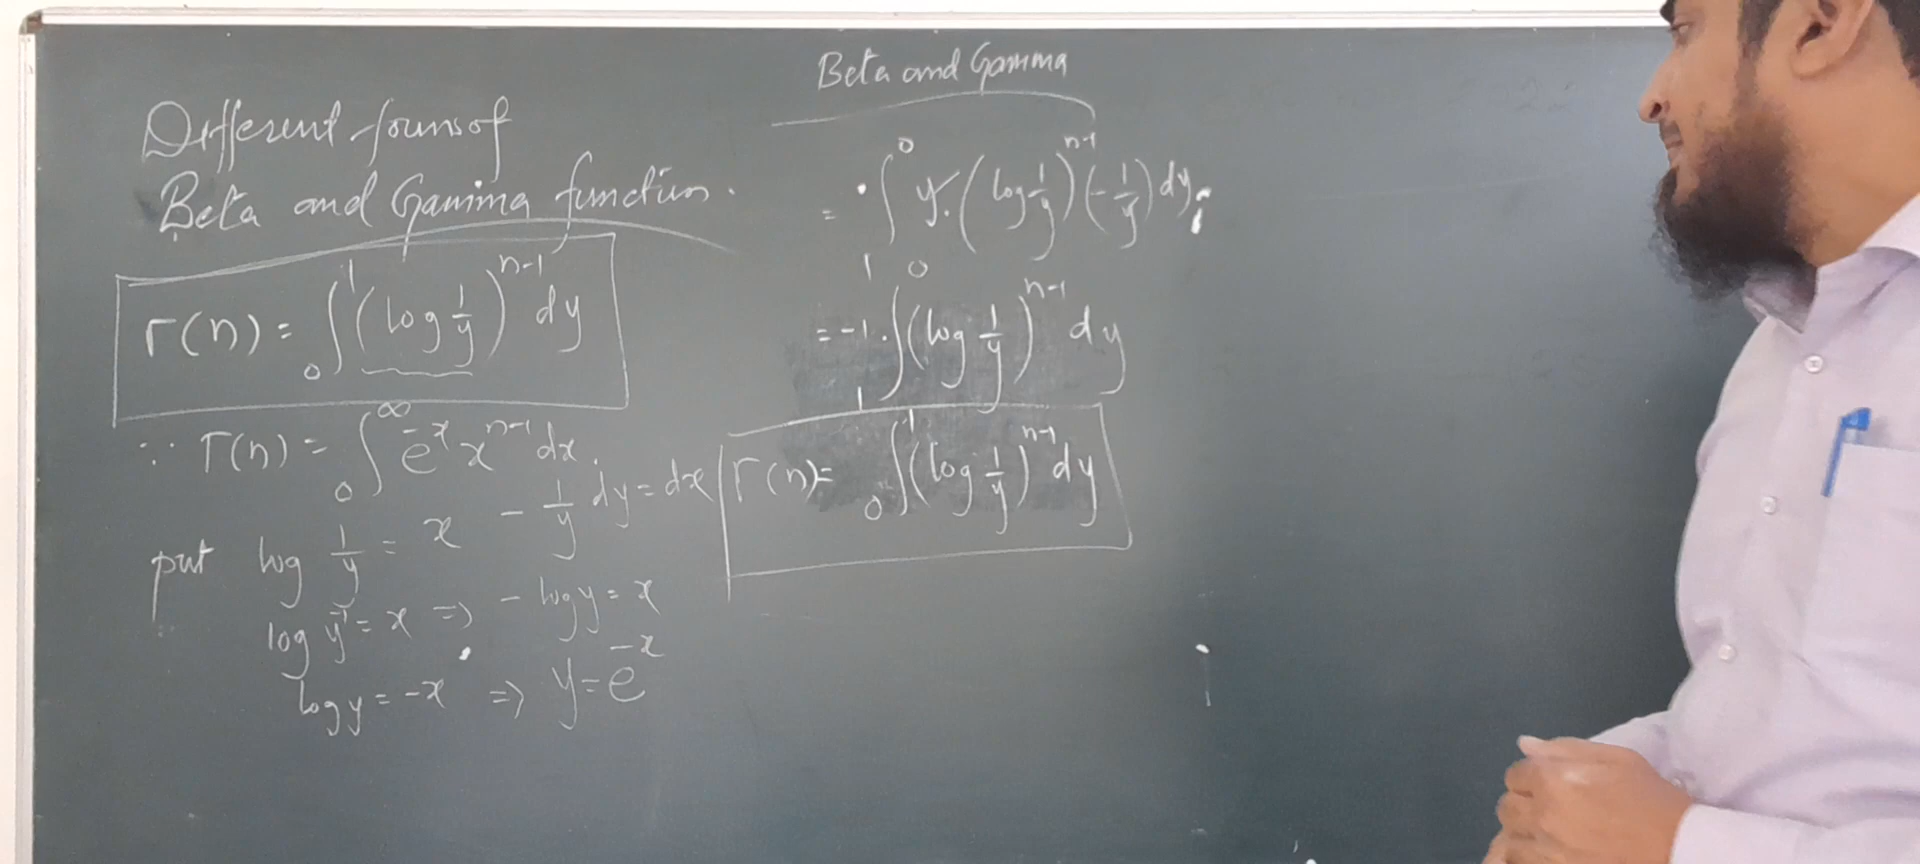 Beta and Gamma
Different forms of
Beta and Gamma function.
Γ(n) = ∫₀¹ (log 1/y)ⁿ⁻¹ dy
∵ Γ(n) = ∫₀^∞ e⁻ˣ xⁿ⁻¹ dx.
put log 1/y = x - 1/y dy = dx
log y⁻¹ = x ⇒ - log y = x
log y = -x ⇒ y = e⁻ˣ
= ∫₁⁰ y. (log 1/y)ⁿ⁻¹ (-1/y) dy
= -1 . ∫₁⁰ (log 1/y)ⁿ⁻¹ dy
Γ(n) = ∫₀¹ (log 1/y)ⁿ⁻¹ dy